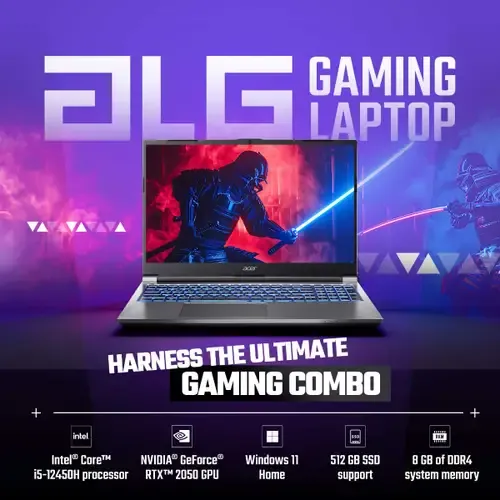 ALG
GAMING
LAPTOP
acer
HARNESS THE ULTIMATE
GAMING COMBO
intel
Intel® Core™
i5-12450H processor
NVIDIA® GeForce®
RTX™ 2050 GPU
Windows 11
Home
SSD
512 GB SSD
support
8 GB of DDR4
system memory